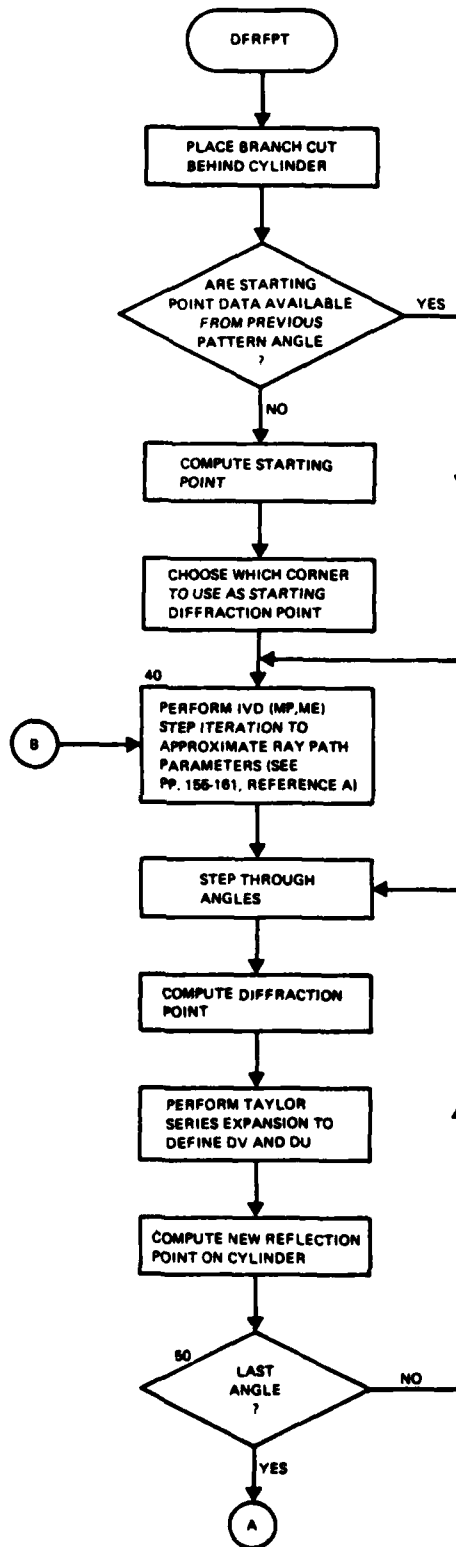 DFRFPT
PLACE BRANCH CUT
BEHIND CYLINDER
ARE STARTING
POINT DATA AVAILABLE
FROM PREVIOUS
PATTERN ANGLE
?
YES
NO
COMPUTE STARTING
POINT
CHOOSE WHICH CORNER
TO USE AS STARTING
DIFFRACTION POINT
40
B
PERFORM IVD (MP,ME)
STEP ITERATION TO
APPROXIMATE RAY PATH
PARAMETERS (SEE
PP. 155-161, REFERENCE A)
STEP THROUGH
ANGLES
COMPUTE DIFFRACTION
POINT
PERFORM TAYLOR
SERIES EXPANSION TO
DEFINE DV AND DU
COMPUTE NEW REFLECTION
POINT ON CYLINDER
50
LAST
ANGLE
?
NO
YES
A